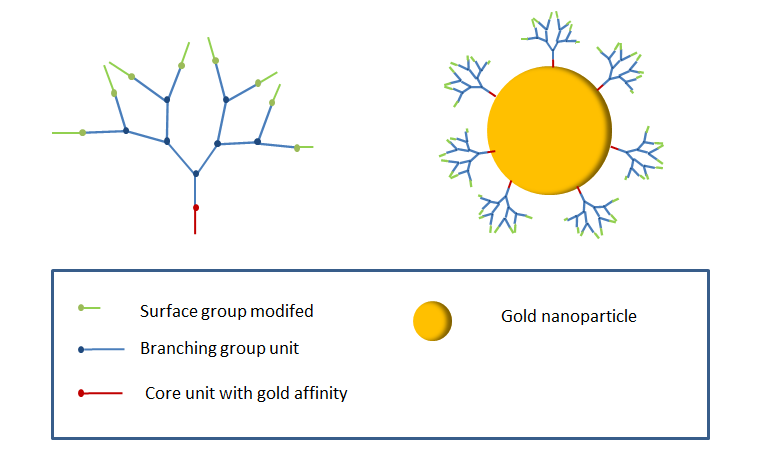 Surface group modifed
Gold nanoparticle
Branching group unit
Core unit with gold affinity